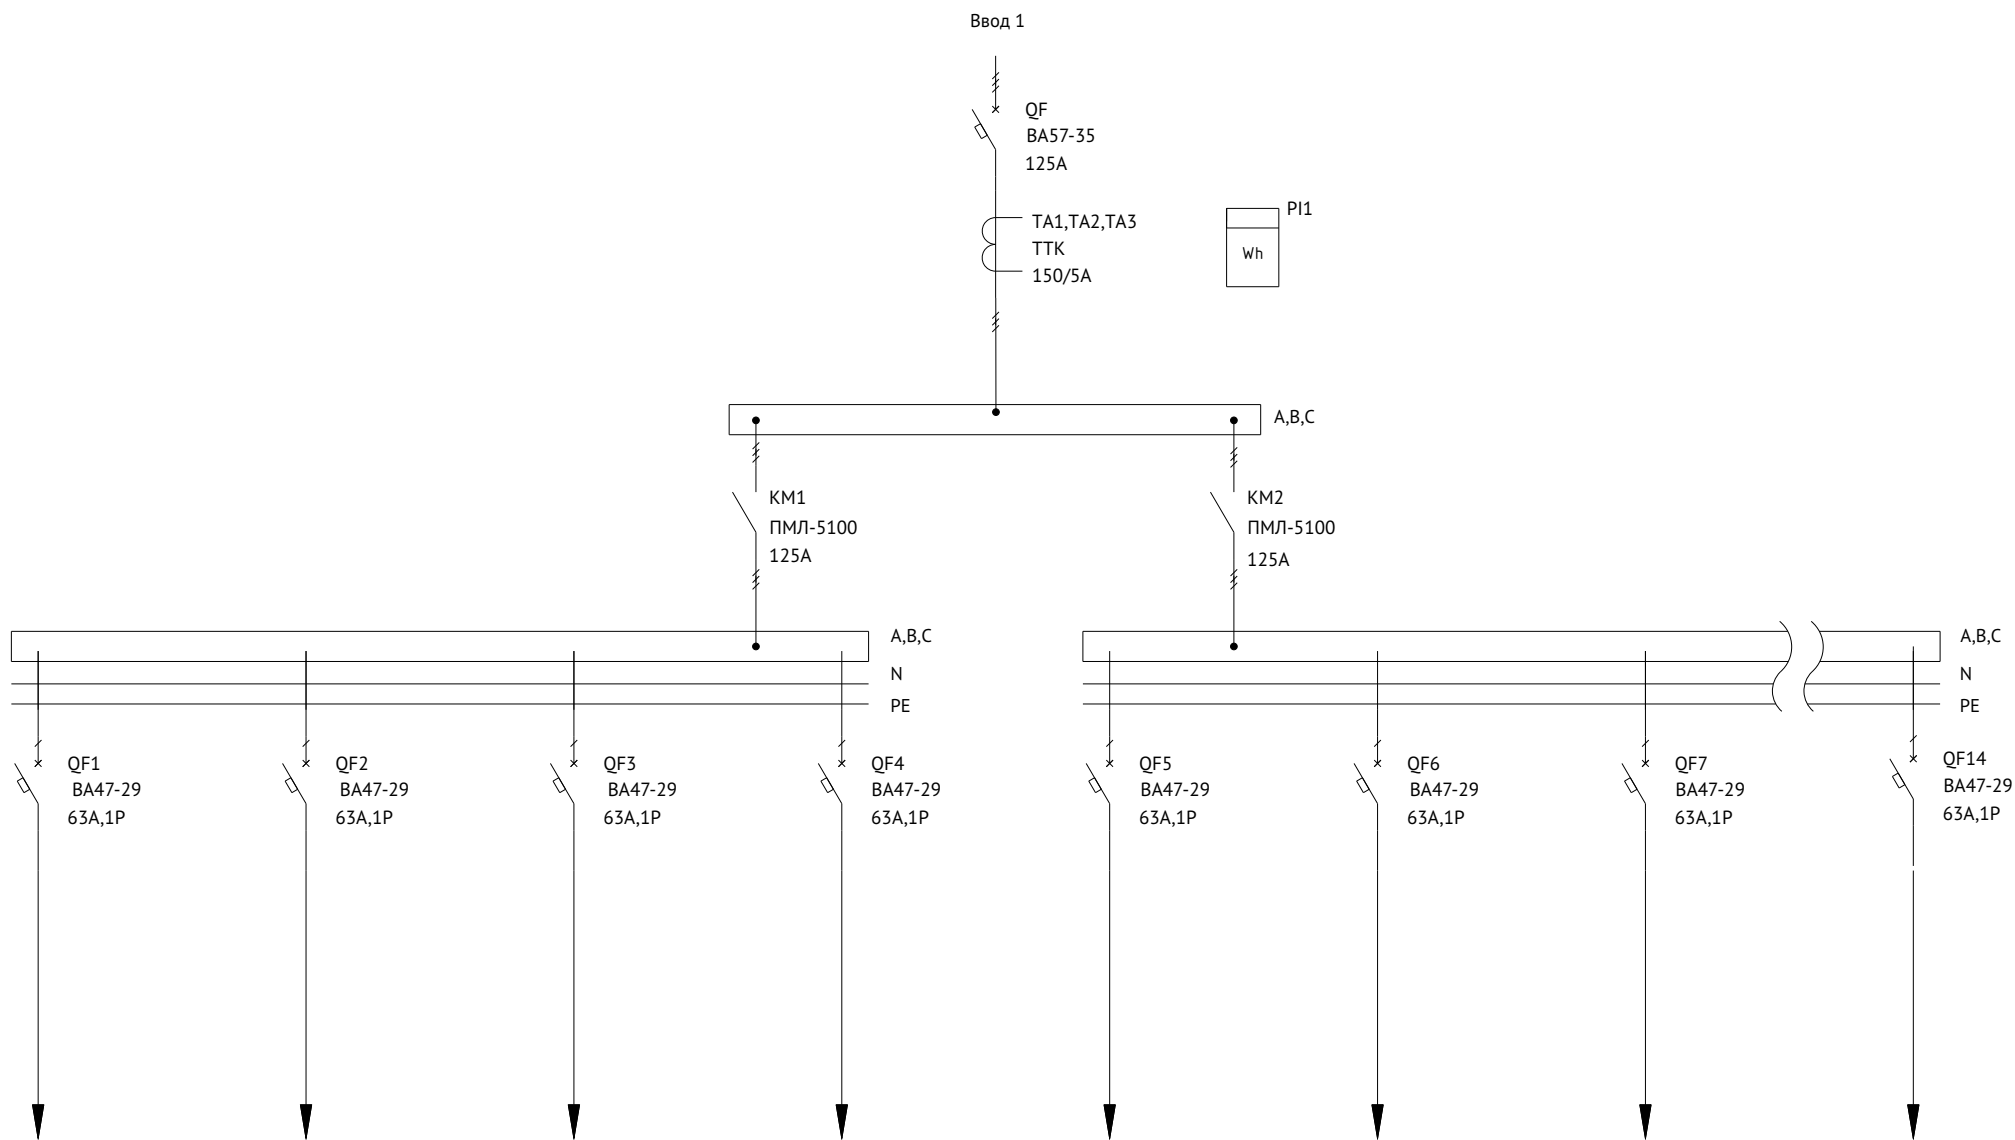 Ввод 1
QF
ВА57-35
125А
ТА1,ТА2,ТА3
ТТК
150/5А
PI1
Wh
А,В,С
КМ1
ПМЛ-5100
125А
КМ2
ПМЛ-5100
125А
А,В,С
N
PE
А,В,С
N
PE
QF1
ВА47-29
63А,1Р
QF2
ВА47-29
63А,1Р
QF3
ВА47-29
63А,1Р
QF4
ВА47-29
63А,1Р
QF5
ВА47-29
63А,1Р
QF6
ВА47-29
63А,1Р
QF7
ВА47-29
63А,1Р
QF14
ВА47-29
63А,1Р